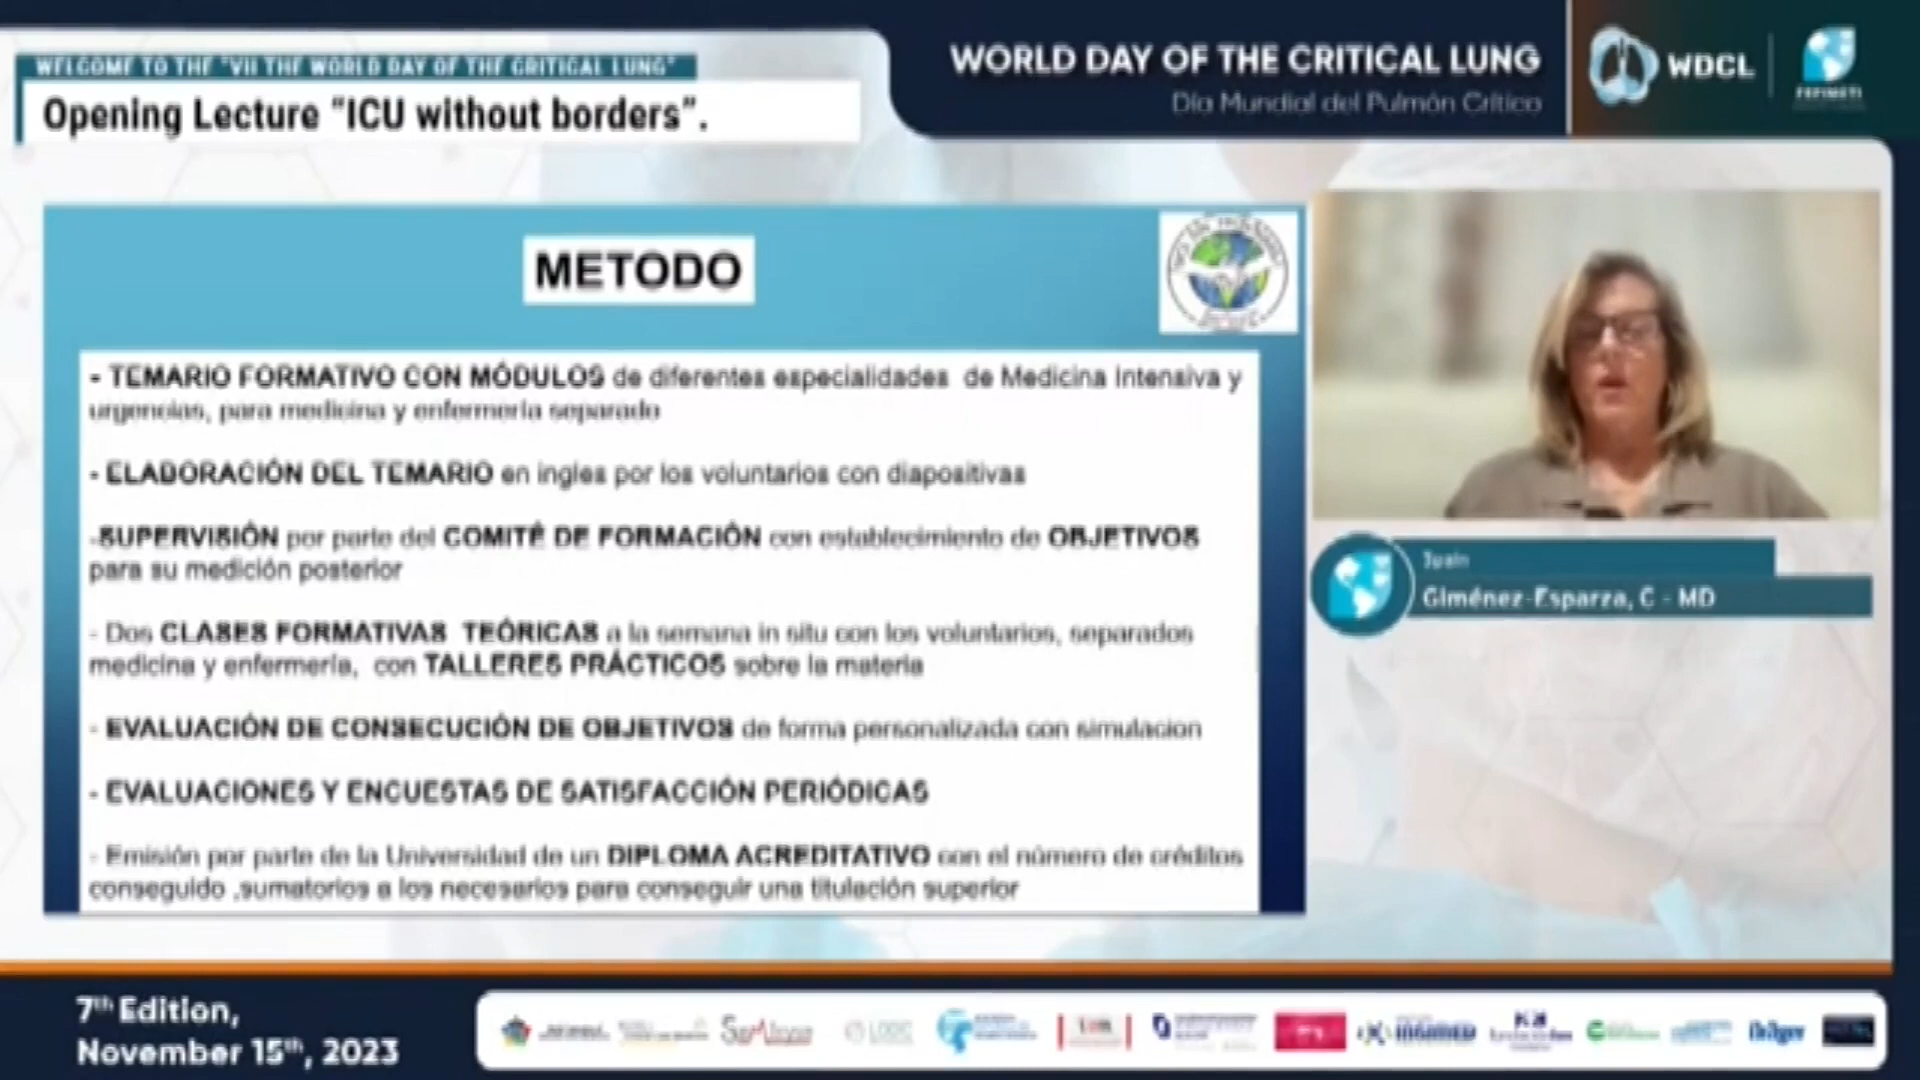 WELCOME TO THE "VII THE WORLD DAY OF THE CRITICAL LUNG"
Opening Lecture "ICU without borders".
WORLD DAY OF THE CRITICAL LUNG
Día Mundial del Pulmón Crítico
WDCL
METODO
- TEMARIO FORMATIVO CON MÓDULOS de diferentes especialidades de Medicina Intensiva y
urgencias, para medicina y enfermería separado
- ELABORACIÓN DEL TEMARIO en ingles por los voluntarios con diapositivas
-SUPERVISIÓN por parte del COMITÉ DE FORMACIÓN con establecimiento de OBJETIVOS
para su medición posterior
- Dos CLASES FORMATIVAS TEÓRICAS a la semana in situ con los voluntarios, separados
medicina y enfermería, con TALLERES PRÁCTICOS sobre la materia
- EVALUACIÓN DE CONSECUCIÓN DE OBJETIVOS de forma personalizada con simulacion
- EVALUACIONES Y ENCUESTAS DE SATISFACCIÓN PERIÓDICAS
- Emisión por parte de la Universidad de un DIPLOMA ACREDITATIVO con el número de créditos
conseguido ,sumatorios a los necesarios para conseguir una titulación superior
Spain
Giménez-Esparza, C - MD
7th Edition,
November 15th, 2023
INGIMED
Dräger